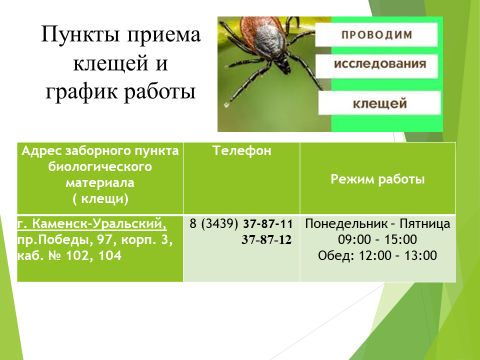 Пункты приема
клещей и
график работы
ПРОВОДИМ
исследования
клещей
Адрес заборного пункта
биологического
материала
( клещи)
Телефон
Режим работы
г. Каменск-Уральский,
пр.Победы, 97, корп. 3,
каб. № 102, 104
8 (3439) 37-87-11
37-87-12
Понедельник – Пятница
09:00 – 15:00
Обед: 12:00 – 13:00